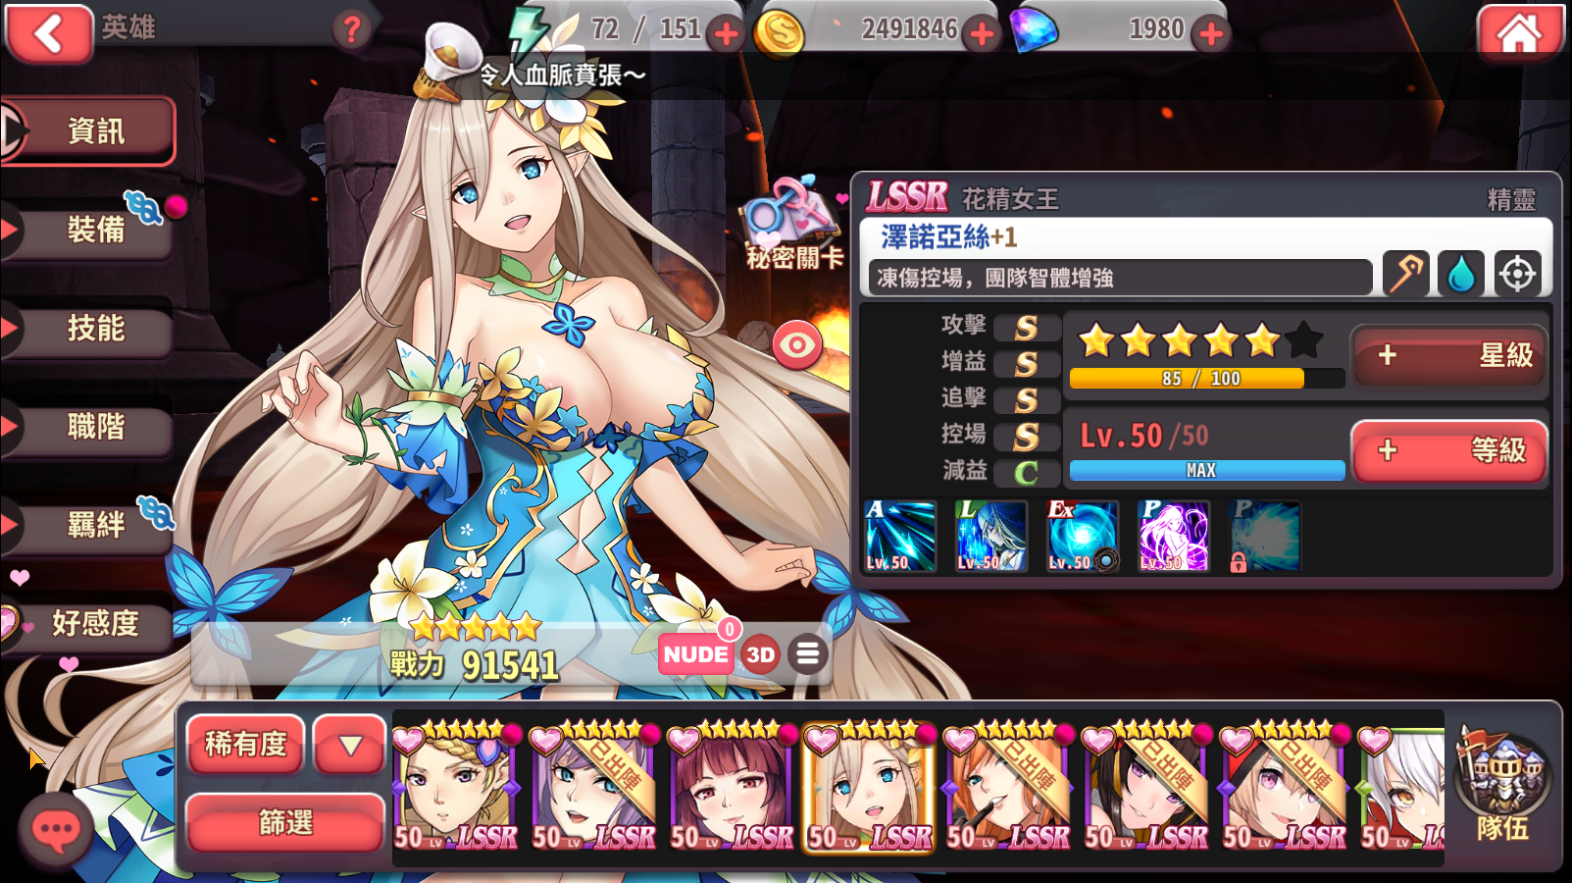 英雄
?
72 / 151
2491846
1980
令人血脈賁張～
資訊
裝備
技能
職階
羈絆
好感度
秘密關卡
LSSR 花精女王
精靈
澤諾亞絲+1
凍傷控場，團隊智體增強
攻擊 S
增益 S
追擊 S
控場 S
減益 C
85 / 100
+ 星級
Lv.50/50
MAX
+ 等級
A Lv.50
L Lv.50
Ex Lv.50
P Lv.50
P
戰力 91541
NUDE 0
3D
稀有度
篩選
50 LV LSSR
已出陣 50 LV LSSR
50 LV LSSR
50 LV LSSR
已出陣 50 LV LSSR
已出陣 50 LV LSSR
已出陣 50 LV LSSR
50 LV LS
隊伍